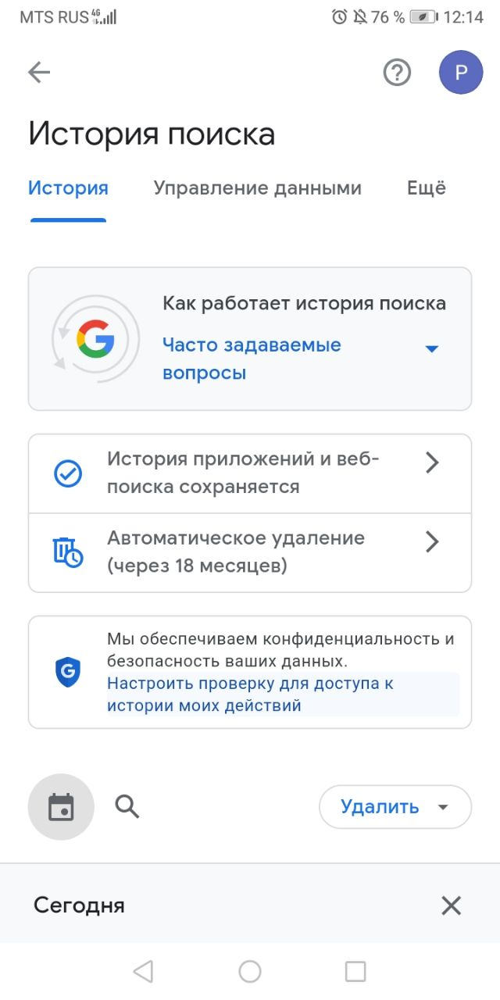 MTS RUS 4G 76 % 12:14
P
История поиска
История Управление данными Ещё
Как работает история поиска
Часто задаваемые
вопросы
История приложений и веб-
поиска сохраняется
Автоматическое удаление
(через 18 месяцев)
Мы обеспечиваем конфиденциальность и
безопасность ваших данных.
Настроить проверку для доступа к
истории моих действий
Удалить
Сегодня